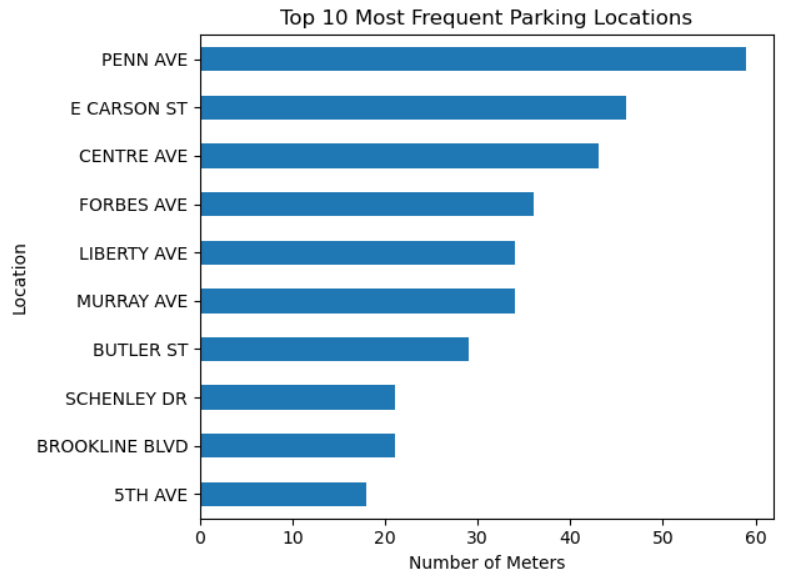 Top 10 Most Frequent Parking Locations
PENN AVE
E CARSON ST
CENTRE AVE
FORBES AVE
LIBERTY AVE
MURRAY AVE
BUTLER ST
SCHENLEY DR
BROOKLINE BLVD
5TH AVE
Location
0 10 20 30 40 50 60
Number of Meters